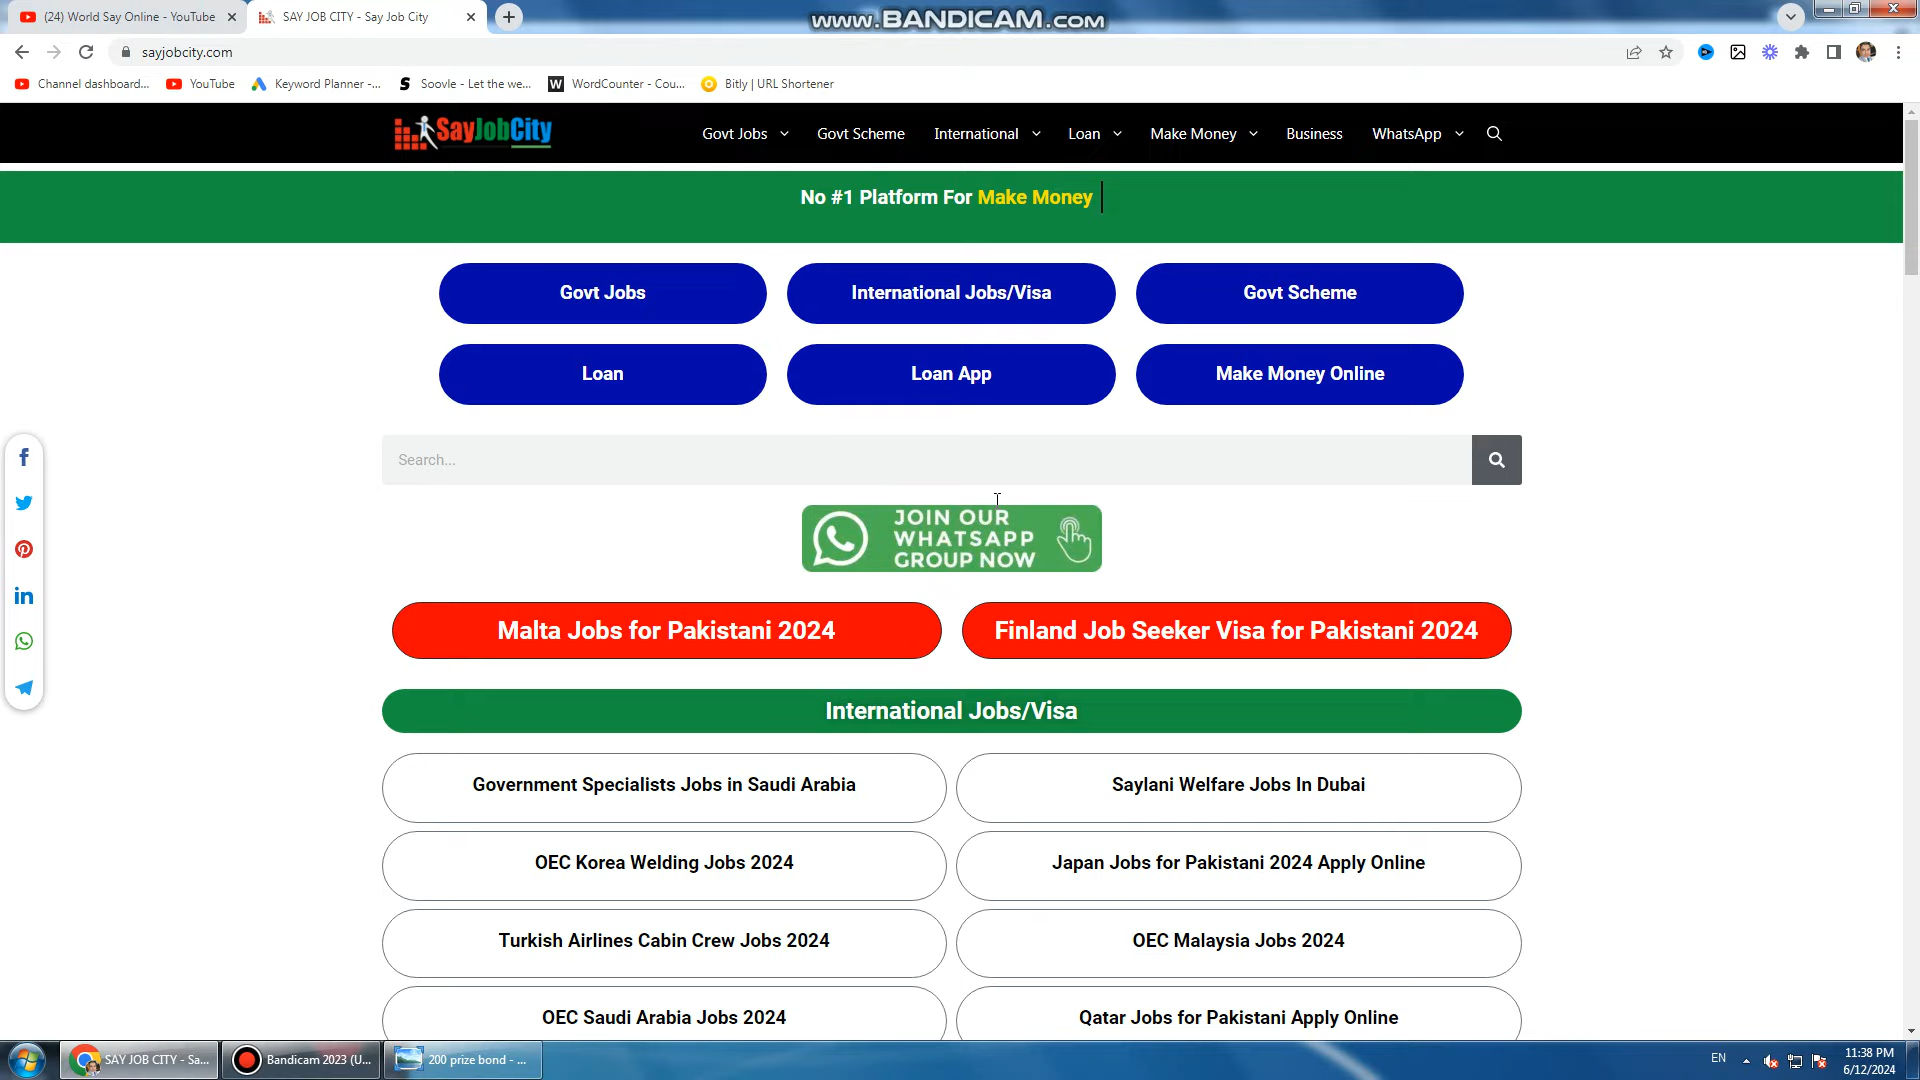 www.BANDICAM.com
(24) World Say Online - YouTube
SAY JOB CITY - Say Job City
sayjobcity.com
Channel dashboard...
YouTube
Keyword Planner -...
Soovle - Let the we...
WordCounter - Cou...
Bitly | URL Shortener
SayJobCity
Govt Jobs
Govt Scheme
International
Loan
Make Money
Business
WhatsApp
No #1 Platform For Make Money
Govt Jobs
International Jobs/Visa
Govt Scheme
Loan
Loan App
Make Money Online
Search...
JOIN OUR
WHATSAPP
GROUP NOW
Malta Jobs for Pakistani 2024
Finland Job Seeker Visa for Pakistani 2024
International Jobs/Visa
Government Specialists Jobs in Saudi Arabia
Saylani Welfare Jobs In Dubai
OEC Korea Welding Jobs 2024
Japan Jobs for Pakistani 2024 Apply Online
Turkish Airlines Cabin Crew Jobs 2024
OEC Malaysia Jobs 2024
OEC Saudi Arabia Jobs 2024
Qatar Jobs for Pakistani Apply Online
SAY JOB CITY - Sa...
Bandicam 2023 (U...
200 prize bond - ...
EN
11:38 PM
6/12/2024